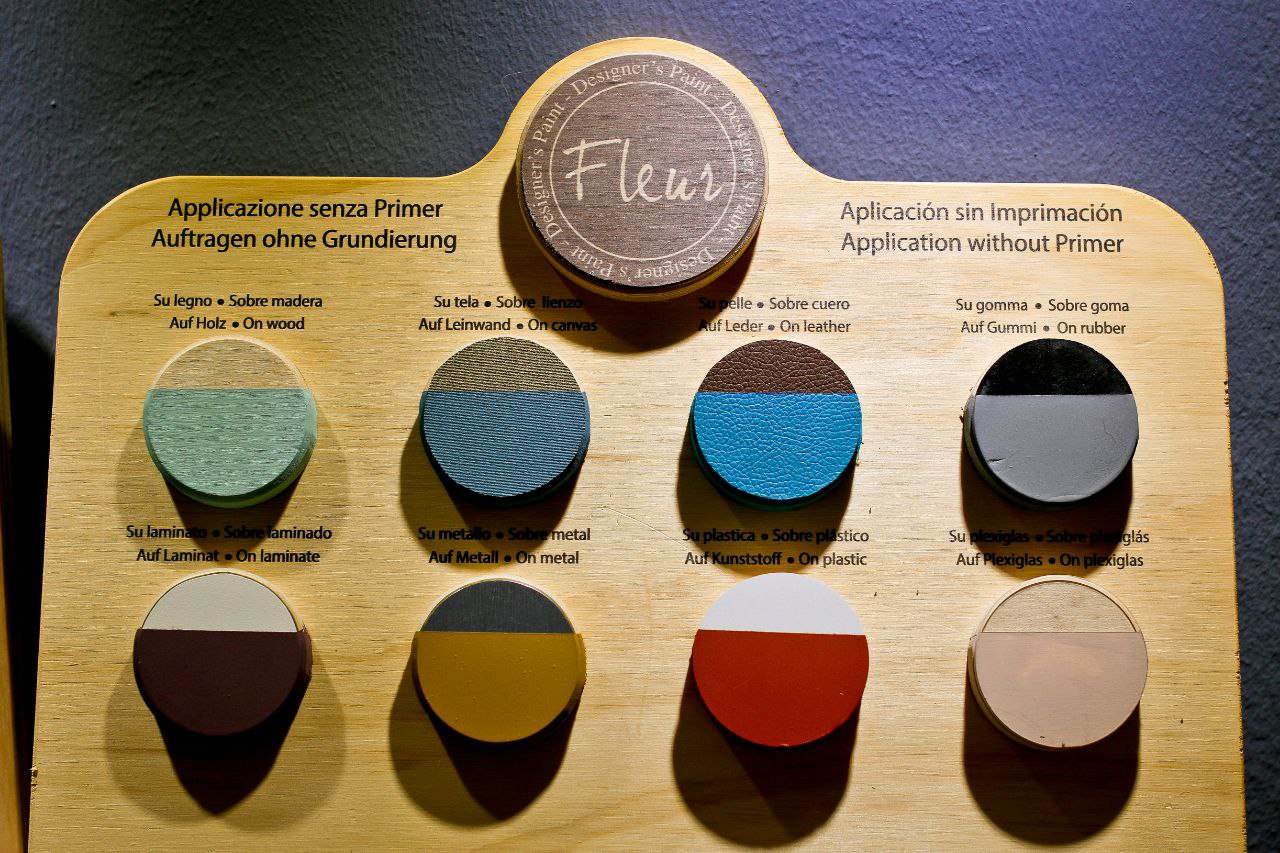 Designer's Paint - Designer's Paint - Designer's Paint - Designer's Paint -
Fleur
Applicazione senza Primer
Auftragen ohne Grundierung
Aplicación sin Imprimación
Application without Primer
Su legno • Sobre madera
Auf Holz • On wood
Su tela • Sobre lienzo
Auf Leinwand • On canvas
Su pelle • Sobre cuero
Auf Leder • On leather
Su gomma • Sobre goma
Auf Gummi • On rubber
Su laminato • Sobre laminado
Auf Laminat • On laminate
Su metallo • Sobre metal
Auf Metall • On metal
Su plastica • Sobre plástico
Auf Kunststoff • On plastic
Su plexiglas • Sobre plexiglás
Auf Plexiglas • On plexiglas